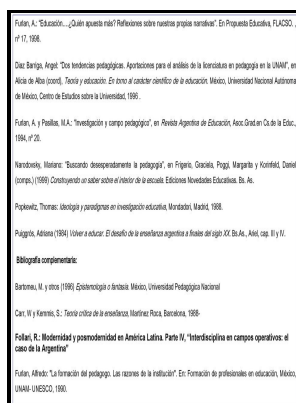 Furlan, A.: "Educación,...¿Quién apuesta más? Reflexiones sobre nuestras propias narrativas". En Propuesta Educativa, FLACSO. ,
nº 17, 1998.
Díaz Barriga, Angel: "Dos tendencias pedagógicas. Aportaciones para el análisis de la licenciatura en pedagogía en la UNAM", en
Alicia de Alba (coord), Teoría y educación. En torno al carácter científico de la educación. México, Universidad Nacional Autónoma
de México, Centro de Estudios sobre la Universidad, 1996 .
Furlan, A. y Pasillas, M.A.: "Investigación y campo pedagógico", en Revista Argentina de Educación, Asoc.Grad.en Cs.de la Educ.,
1994, nº 20.
Narodovsky, Mariano: "Buscando desesperadamente la pedagogía", en Frigerio, Graciela, Poggi, Margarita y Korinfeld, Daniel
(comps.) (1999) Construyendo un saber sobre el interior de la escuela. Ediciones Novedades Educativas. Bs. As.
Popkewitz, Thomas: Ideología y paradigmas en investigación educativa, Mondadori, Madrid, 1988.
Puiggrós, Adriana (1994) Volver a educar. El desafío de la enseñanza argentina a finales del siglo XX. Bs.As., Ariel, cap. III y IV.
Bibliografía complementaria:
Bartomeu, M. y otros (1996) Epistemología o fantasía. México, Universidad Pedagógica Nacional
Carr, W y Kemmis, S.: Teoría crítica de la enseñanza, Martínez Roca, Barcelona, 1988-
Follari, R.: Modernidad y posmodernidad en América Latina. Parte IV, "Interdisciplina en campos operativos: el
caso de la Argentina"
Furlan, Alfredo: "La formación del pedagogo. Las razones de la institución". En: Formación de profesionales en educación, México,
UNAM- UNESCO, 1990.